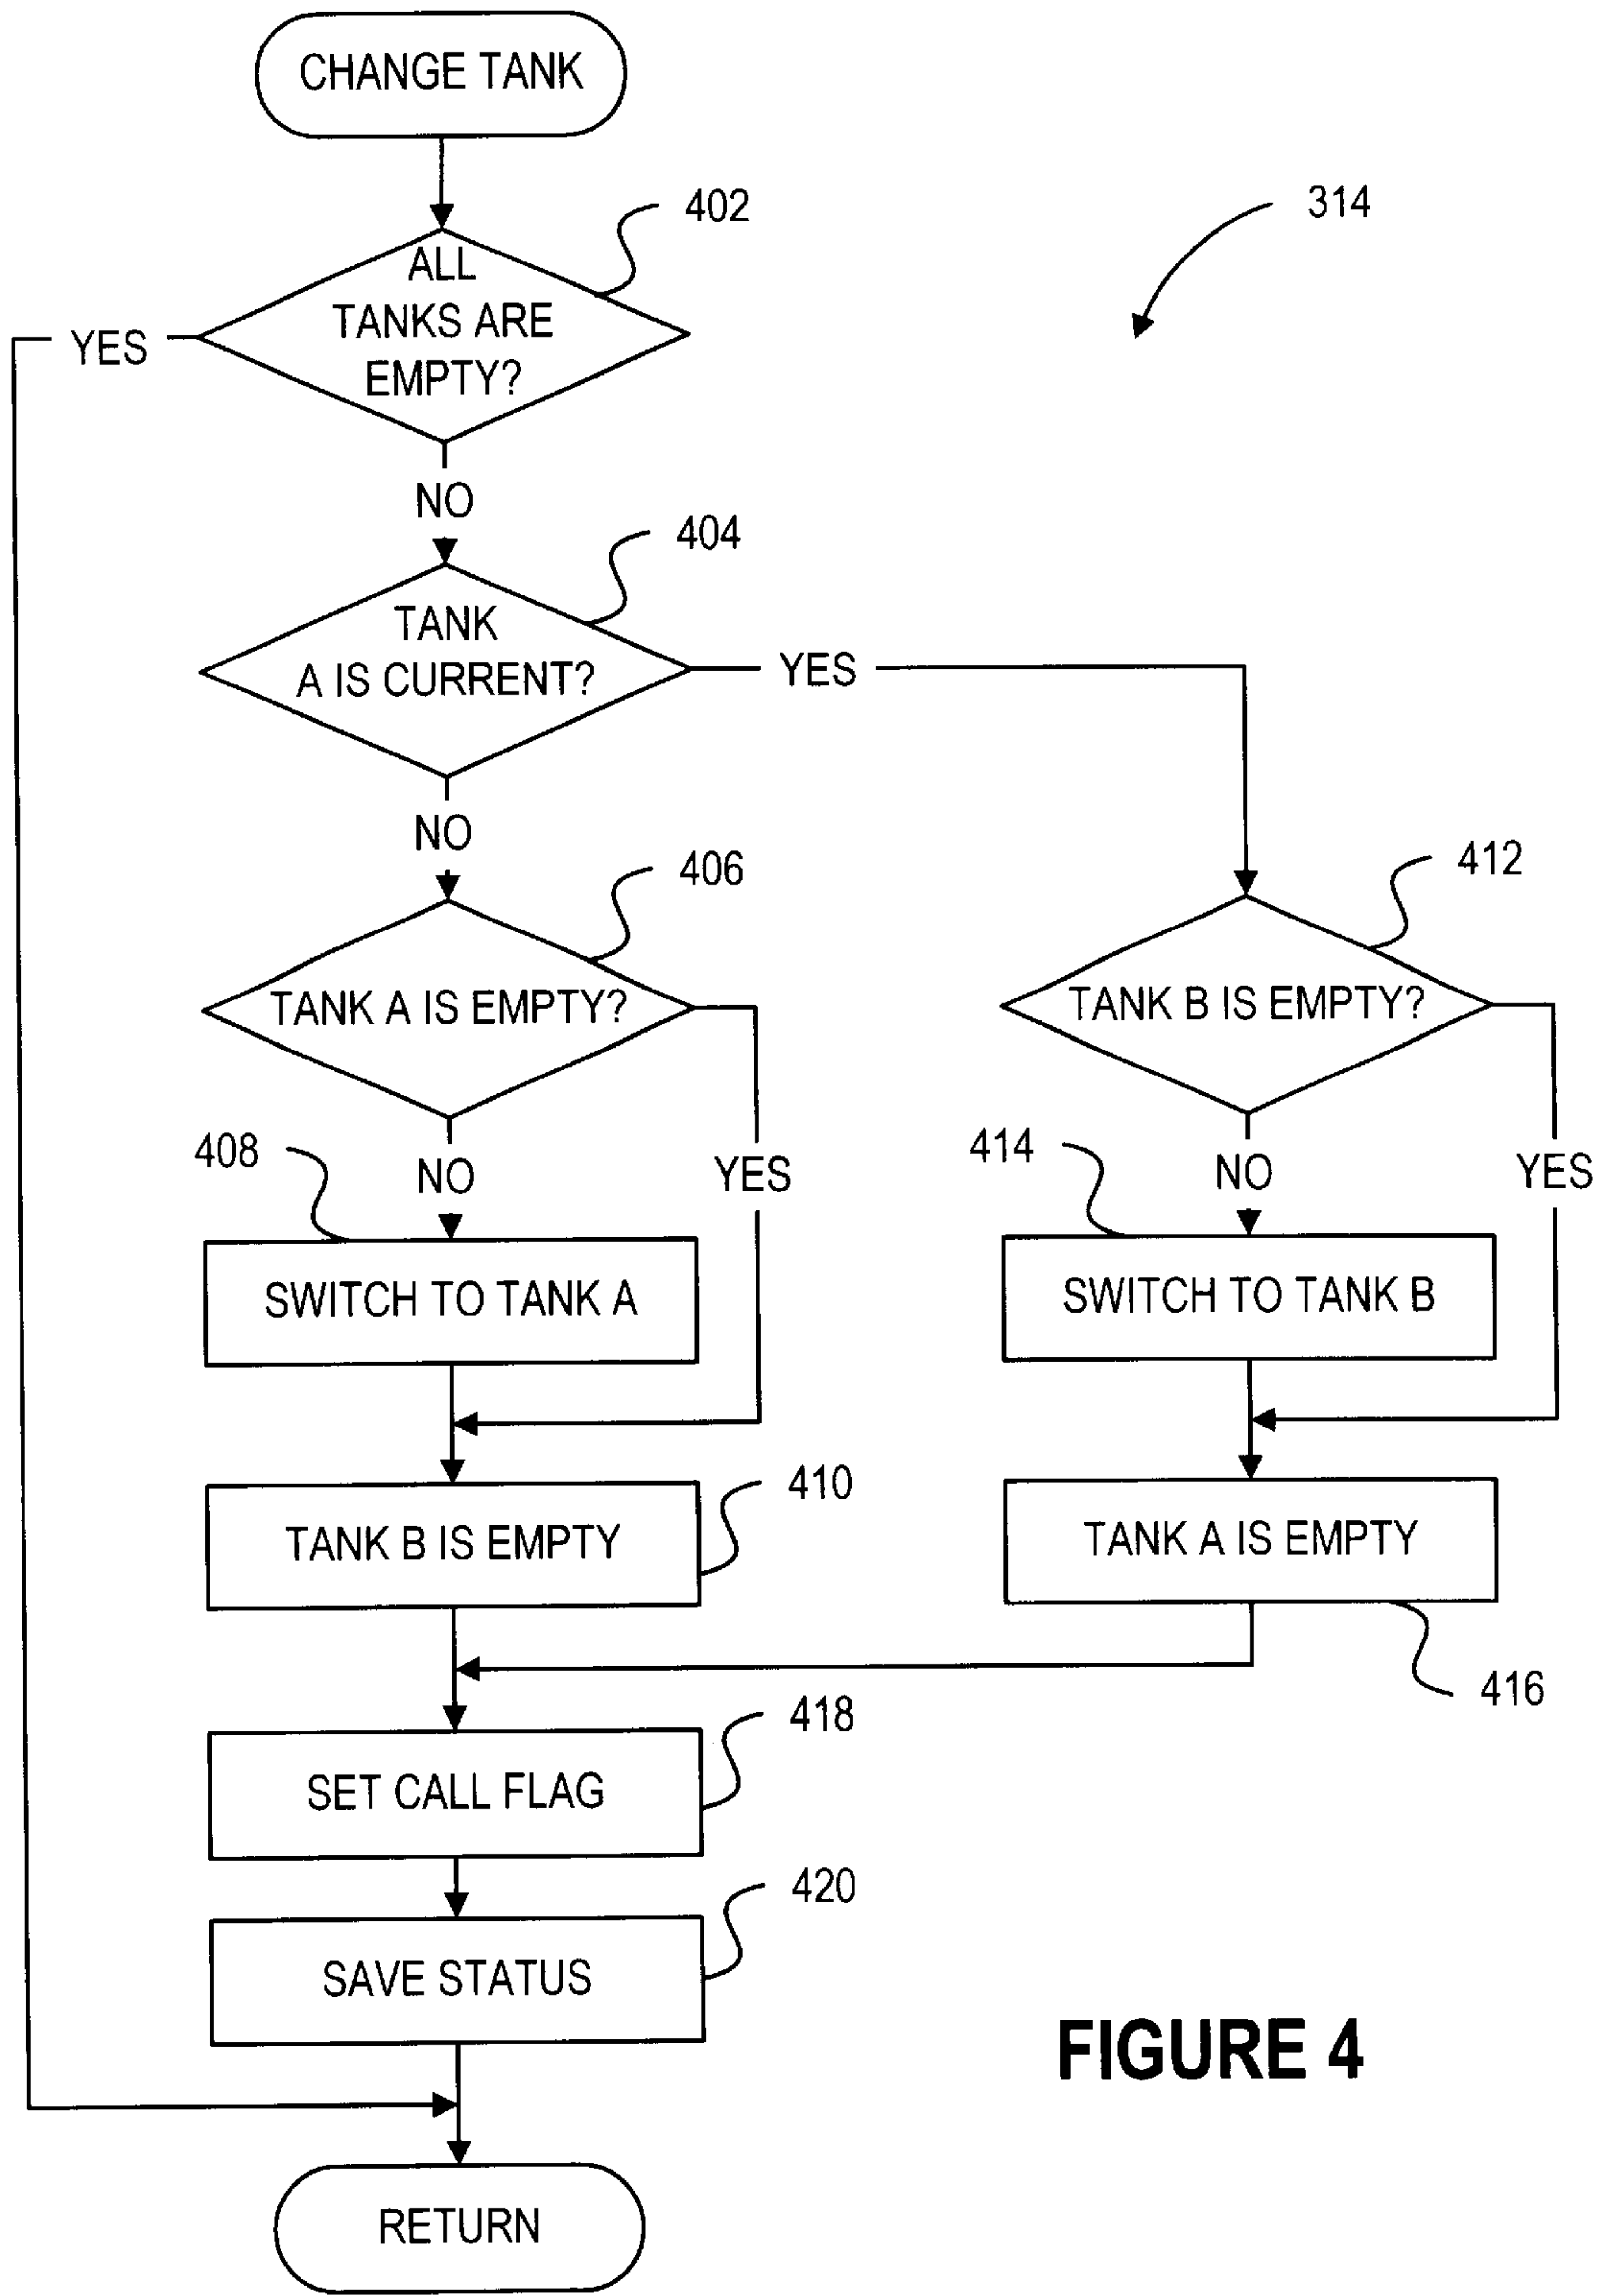 CHANGE TANK
402
314
ALL
TANKS ARE
EMPTY?
YES
NO
404
TANK
A IS CURRENT?
YES
NO
406
412
TANK A IS EMPTY?
TANK B IS EMPTY?
408
NO
YES
414
NO
YES
SWITCH TO TANK A
SWITCH TO TANK B
410
TANK B IS EMPTY
TANK A IS EMPTY
416
418
SET CALL FLAG
420
SAVE STATUS
FIGURE 4
RETURN